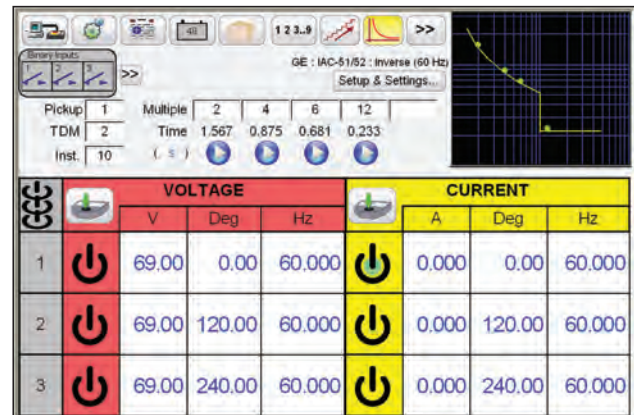 48 1 2 3..9 >>
Binary Inputs
1 2 3 >>
GE : IAC-51/52 : Inverse (60 Hz)
Setup & Settings...
Pickup 1 Multiple 2 4 6 12
TDM 2 Time 1.567 0.875 0.681 0.233
Inst. 10 ( s )
VOLTAGE CURRENT
V Deg Hz A Deg Hz
1 69.00 0.00 60.000 0.000 0.00 60.000
2 69.00 120.00 60.000 0.000 120.00 60.000
3 69.00 240.00 60.000 0.000 240.00 60.000